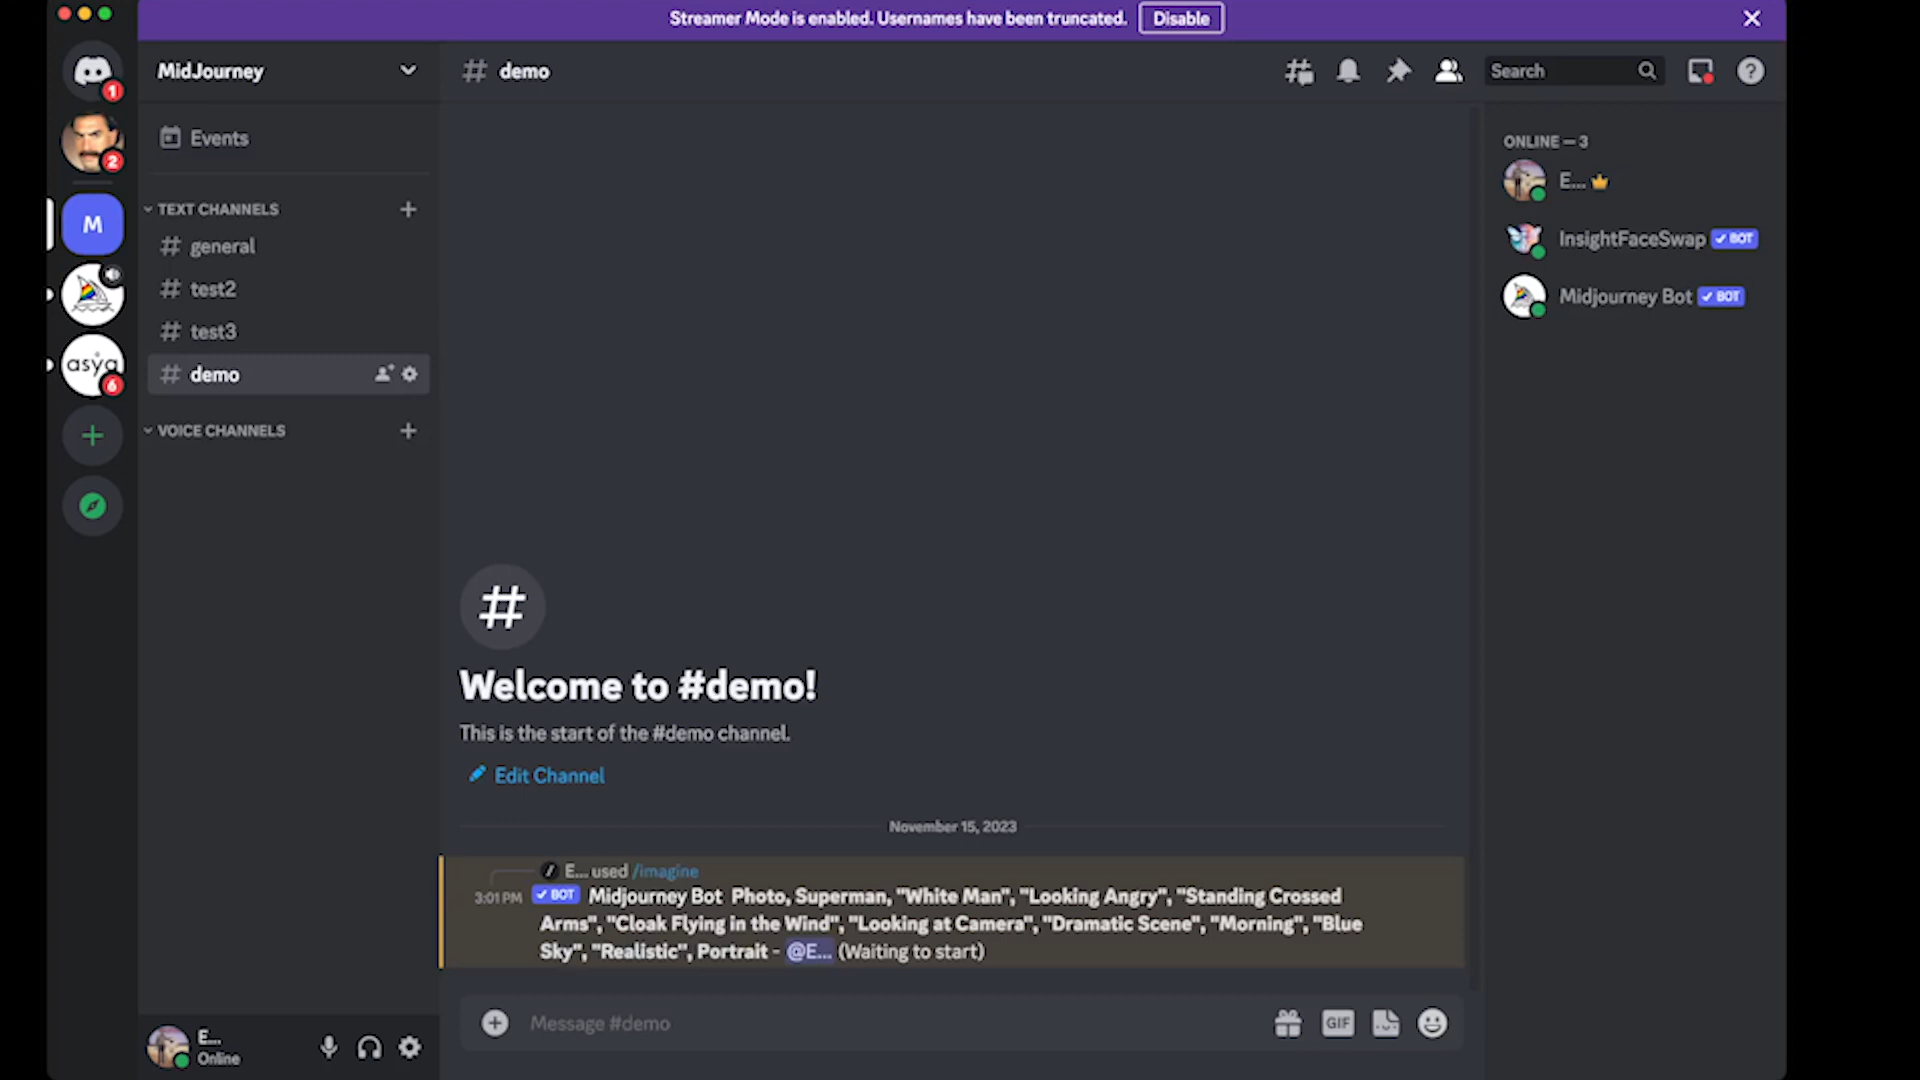 Streamer Mode is enabled. Usernames have been truncated. Disable
MidJourney
demo
Search
1
2
Events
M
TEXT CHANNELS
general
test2
test3
demo
asya
6
VOICE CHANNELS
ONLINE — 3
E...
InsightFaceSwap BOT
Midjourney Bot BOT
Welcome to #demo!
This is the start of the #demo channel.
Edit Channel
November 15, 2023
E... used /imagine
3:01 PM BOT Midjourney Bot Photo, Superman, "White Man", "Looking Angry", "Standing Crossed
Arms", "Cloak Flying in the Wind", "Looking at Camera", "Dramatic Scene", "Morning", "Blue
Sky", "Realistic", Portrait - @E... (Waiting to start)
Message #demo
GIF
E...
Online